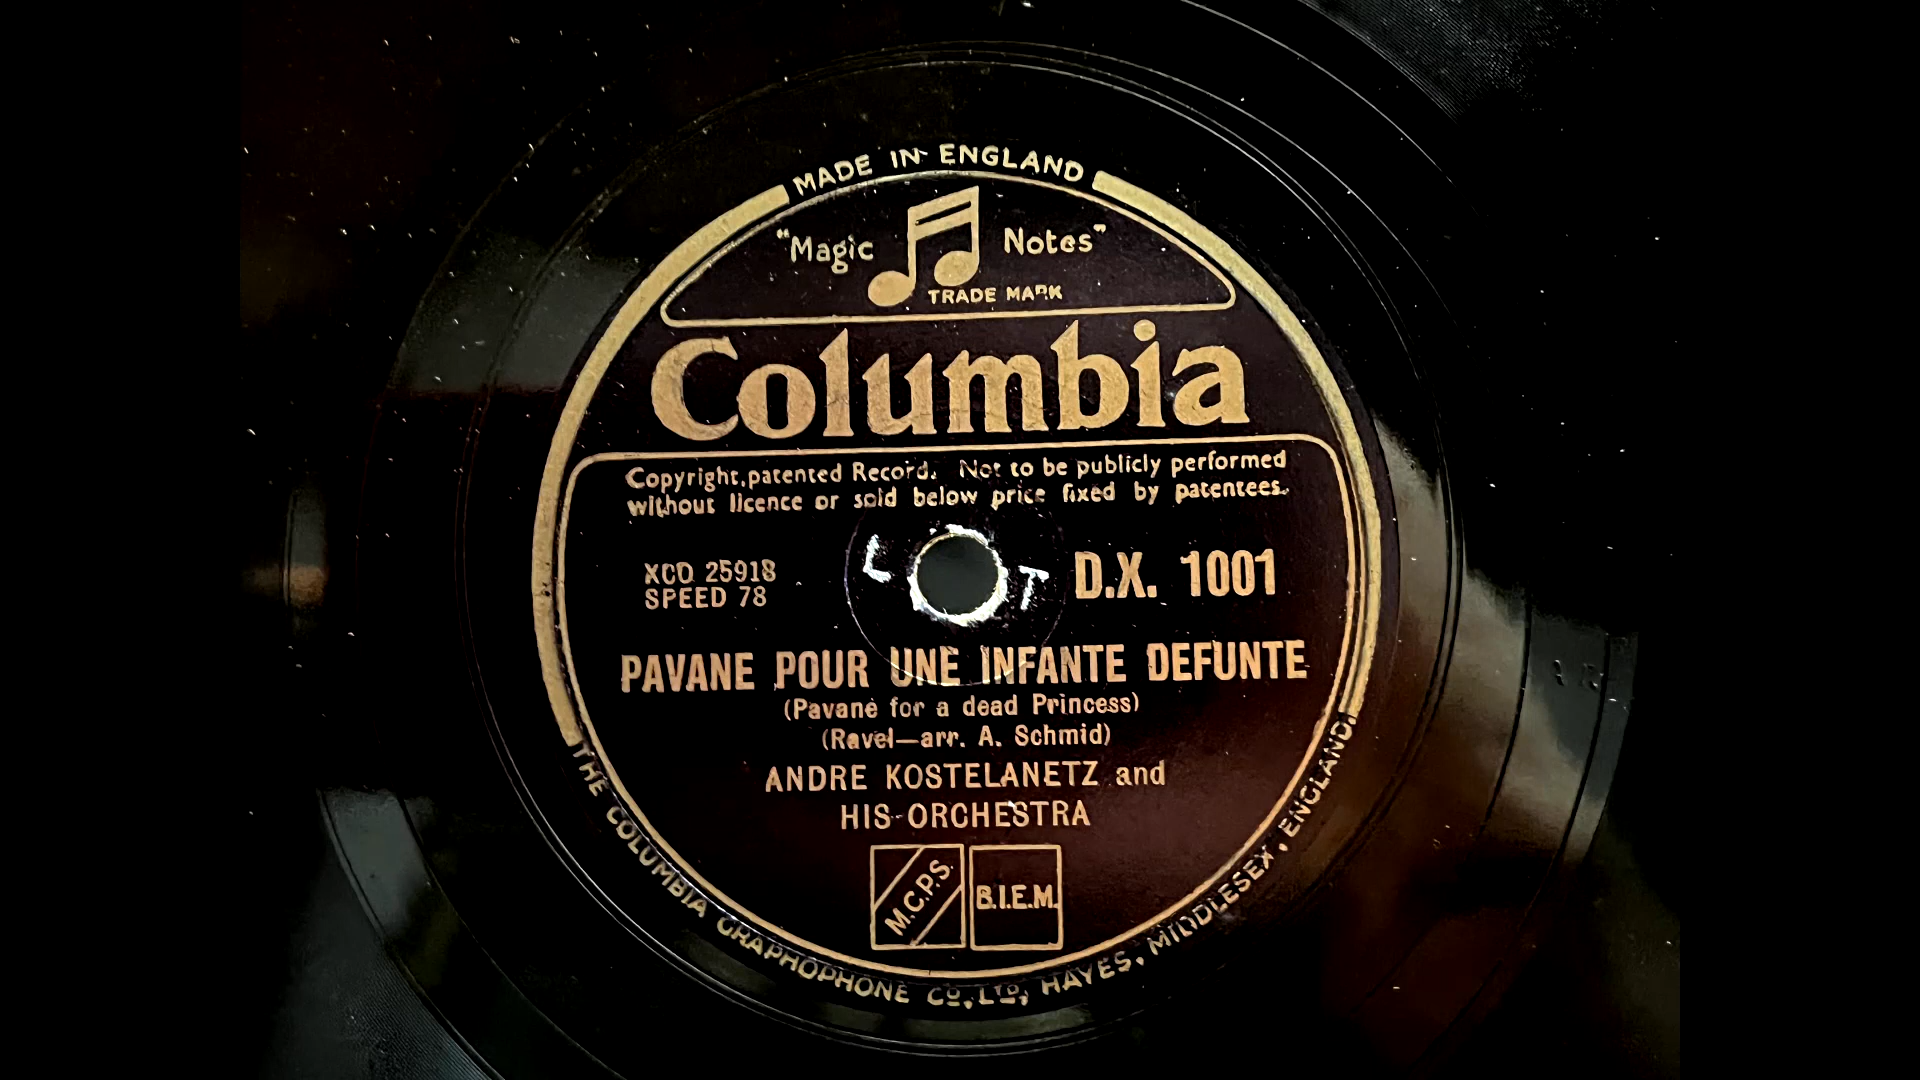 MADE IN ENGLAND
"Magic Notes"
TRADE MARK
Columbia
Copyright, patented Record. Not to be publicly performed
without licence or sold below price fixed by patentees.
XCO 25918
SPEED 78
D.X. 1001
PAVANE POUR UNE INFANTE DEFUNTE
(Pavane for a dead Princess)
(Ravel—arr. A. Schmid)
ANDRE KOSTELANETZ and
HIS ORCHESTRA
M.C.P.S.
B.I.E.M.
THE COLUMBIA GRAPHOPHONE CO., LTD., HAYES, MIDDLESEX, ENGLAND.